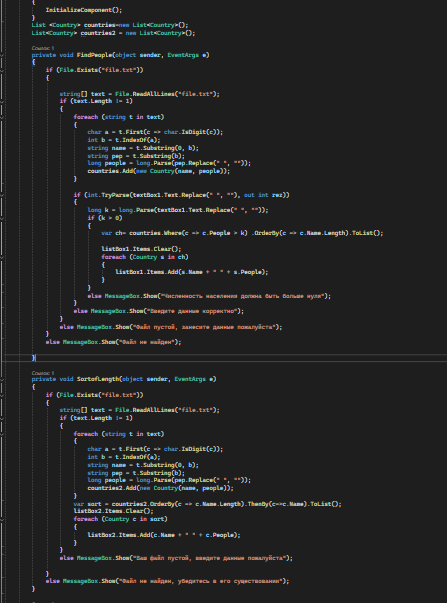 {
InitializeComponent();
}
List <Country> countries=new List<Country>();
List<Country> countries2 = new List<Country>();
Ссылок: 1
private void FindPeople(object sender, EventArgs e)
{
if (File.Exists("file.txt"))
{
string[] text = File.ReadAllLines("file.txt");
if (text.Length != 1)
{
foreach (string t in text)
{
char a = t.First(c => char.IsDigit(c));
int b = t.IndexOf(a);
string name = t.Substring(0, b);
string pep = t.Substring(b);
long people = long.Parse(pep.Replace(" ", ""));
countries.Add(new Country(name, people));
}
if (int.TryParse(textBox1.Text.Replace(" ", ""), out int rez))
{
long k = long.Parse(textBox1.Text.Replace(" ", ""));
if (k > 0)
{
var ch= countries.Where(c => c.People > k) .OrderBy(c => c.Name.Length).ToList();
listBox1.Items.Clear();
foreach (Country s in ch)
{
listBox1.Items.Add(s.Name + " " + s.People);
}
}
else MessageBox.Show("Численность населения должна быть больше нуля");
}
else MessageBox.Show("Введите данные корректно");
}
else MessageBox.Show("Файл пустой, занесите данные пожалуйста");
}
else MessageBox.Show("Файл не найден");
}
Ссылок: 1
private void SortofLength(object sender, EventArgs e)
{
if (File.Exists("file.txt"))
{
string[] text = File.ReadAllLines("file.txt");
if (text.Length != 1)
{
foreach (string t in text)
{
char a = t.First(c => char.IsDigit(c));
int b = t.IndexOf(a);
string name = t.Substring(0, b);
string pep = t.Substring(b);
long people = long.Parse(pep.Replace(" ", ""));
countries2.Add(new Country(name, people));
}
var sort = countries2.OrderBy(c => c.Name.Length).ThenBy(c=>c.Name).ToList();
listBox2.Items.Clear();
foreach (Country c in sort)
{
listBox2.Items.Add(c.Name + " " + c.People);
}
}
else MessageBox.Show("Ваш файл пустой, введите данные пожалуйста");
}
else MessageBox.Show("Файл не найден, убедитесь в его существовании");
}